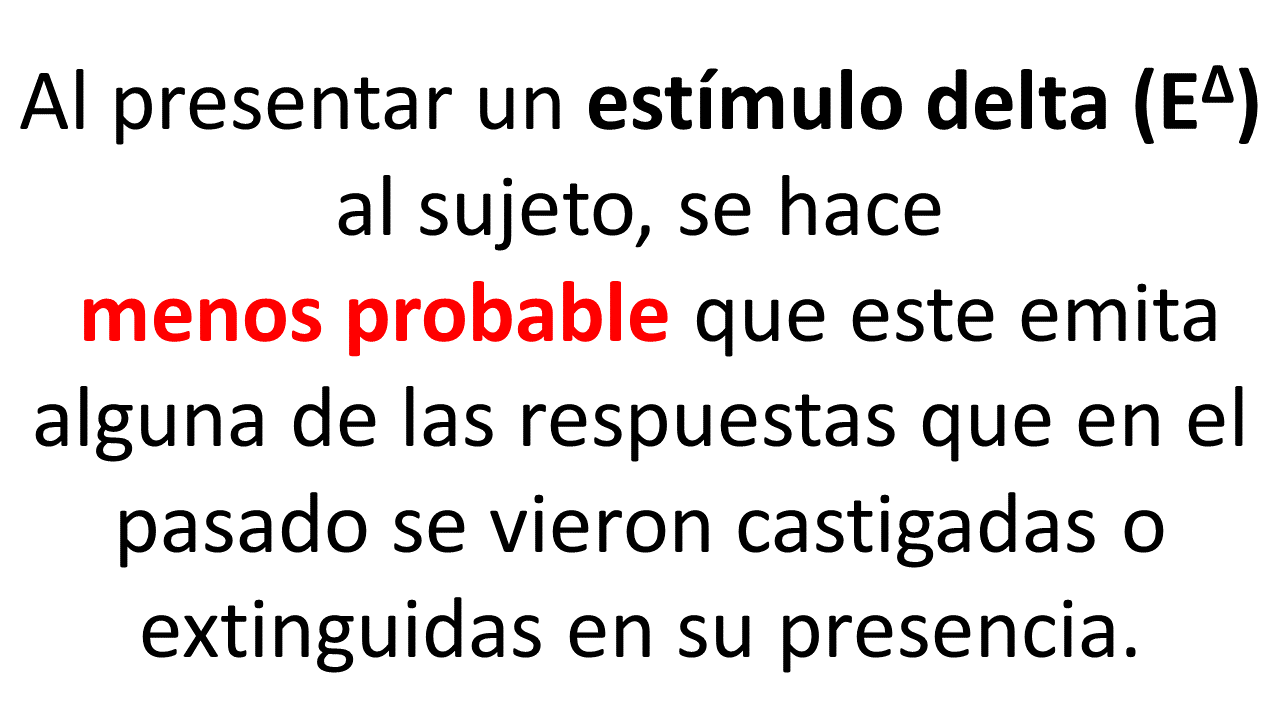 Al presentar un estímulo delta (E^Δ)
al sujeto, se hace
menos probable que este emita
alguna de las respuestas que en el
pasado se vieron castigadas o
extinguidas en su presencia.